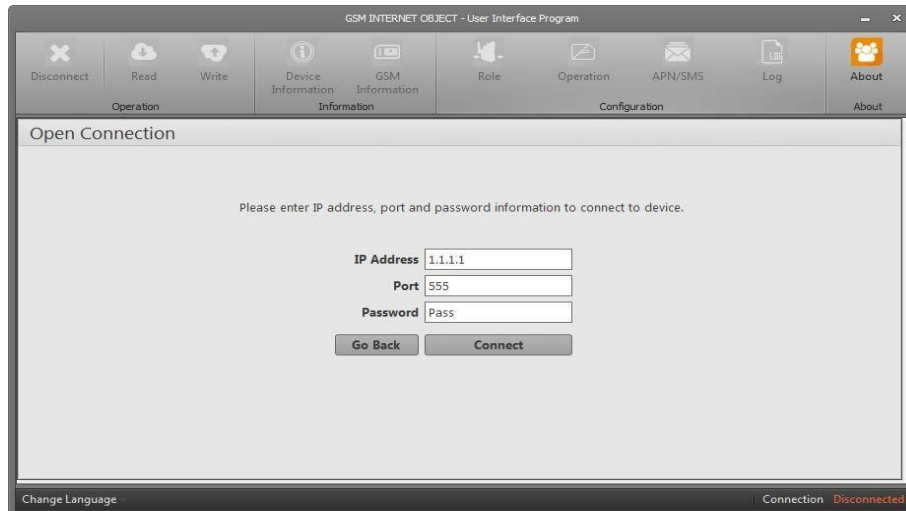 GSM INTERNET OBJECT - User Interface Program
Disconnect Read Write Device Information GSM Information Role Operation APN/SMS Log About
Operation Information Configuration About
Open Connection
Please enter IP address, port and password information to connect to device.
IP Address 1.1.1.1
Port 555
Password Pass
Go Back Connect
Change Language Connection Disconnected